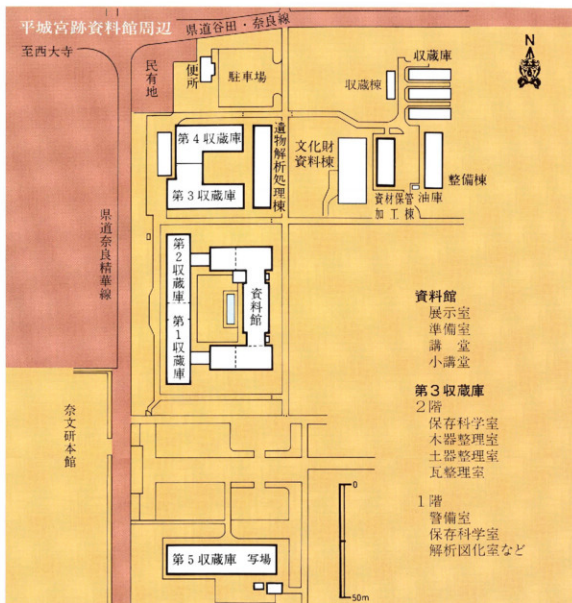 平城宮跡資料館周辺
県道谷田・奈良線
至西大寺
民有地
便所
駐車場
収蔵庫
収蔵棟
N
第4収蔵庫
第3収蔵庫
遺物解析処理棟
文化財
資料棟
資材保管
加工棟
油庫
整備棟
県道奈良精華線
第2収蔵庫
第1収蔵庫
資料館
資料館
展示室
準備室
講 堂
小講堂
第3収蔵庫
2階
保存科学室
木器整理室
土器整理室
瓦整理室
1階
警備室
保存科学室
解析図化室など
奈文研本館
第5収蔵庫 写場
0
50m